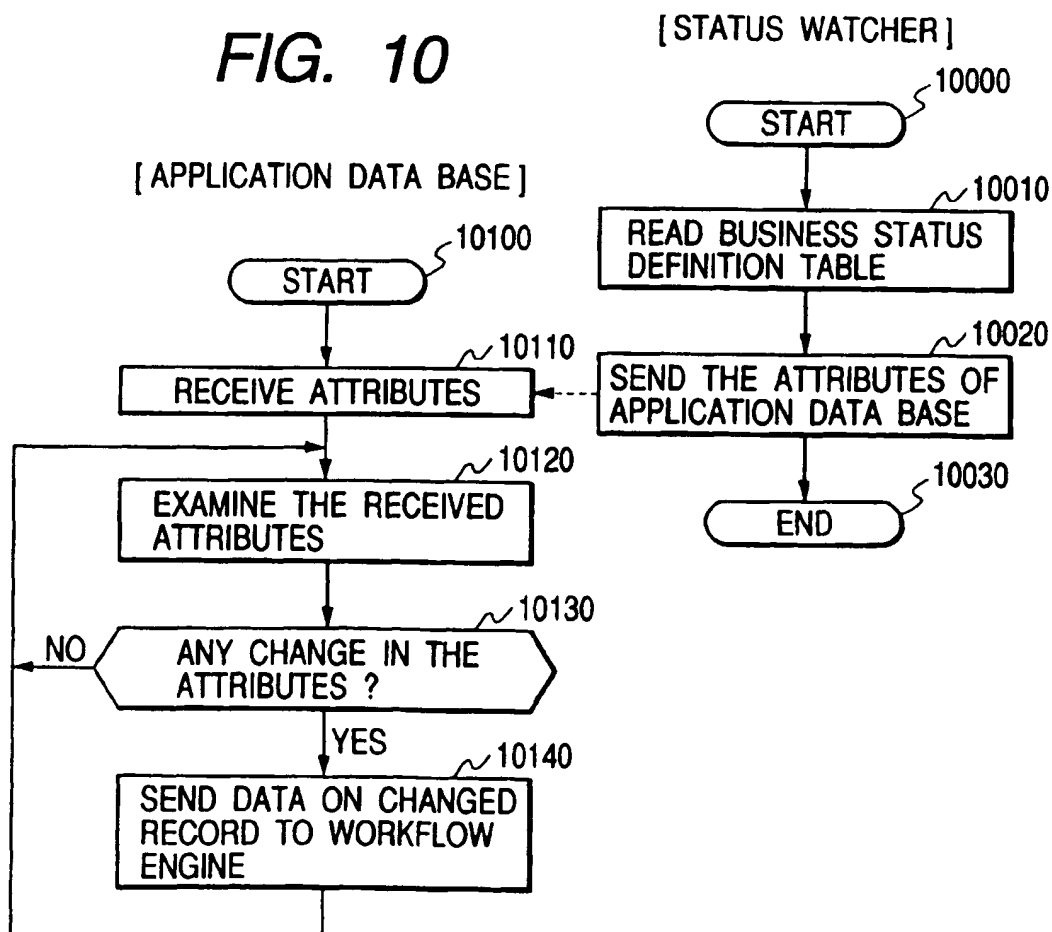 FIG. 10
[STATUS WATCHER]
10000
START
10010
READ BUSINESS STATUS
DEFINITION TABLE
10020
SEND THE ATTRIBUTES OF
APPLICATION DATA BASE
10030
END
[APPLICATION DATA BASE]
10100
START
10110
RECEIVE ATTRIBUTES
10120
EXAMINE THE RECEIVED
ATTRIBUTES
10130
ANY CHANGE IN THE
ATTRIBUTES ?
NO
YES
10140
SEND DATA ON CHANGED
RECORD TO WORKFLOW
ENGINE